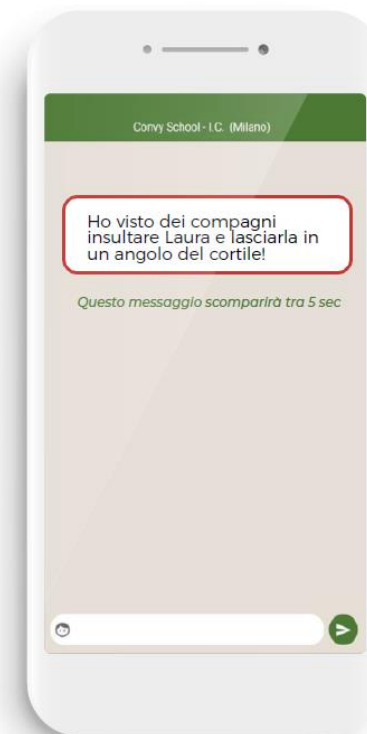 Convy School - I.C. (Milano)
Ho visto dei compagni
insultare Laura e lasciarla in
un angolo del cortile!
Questo messaggio scomparirà tra 5 sec